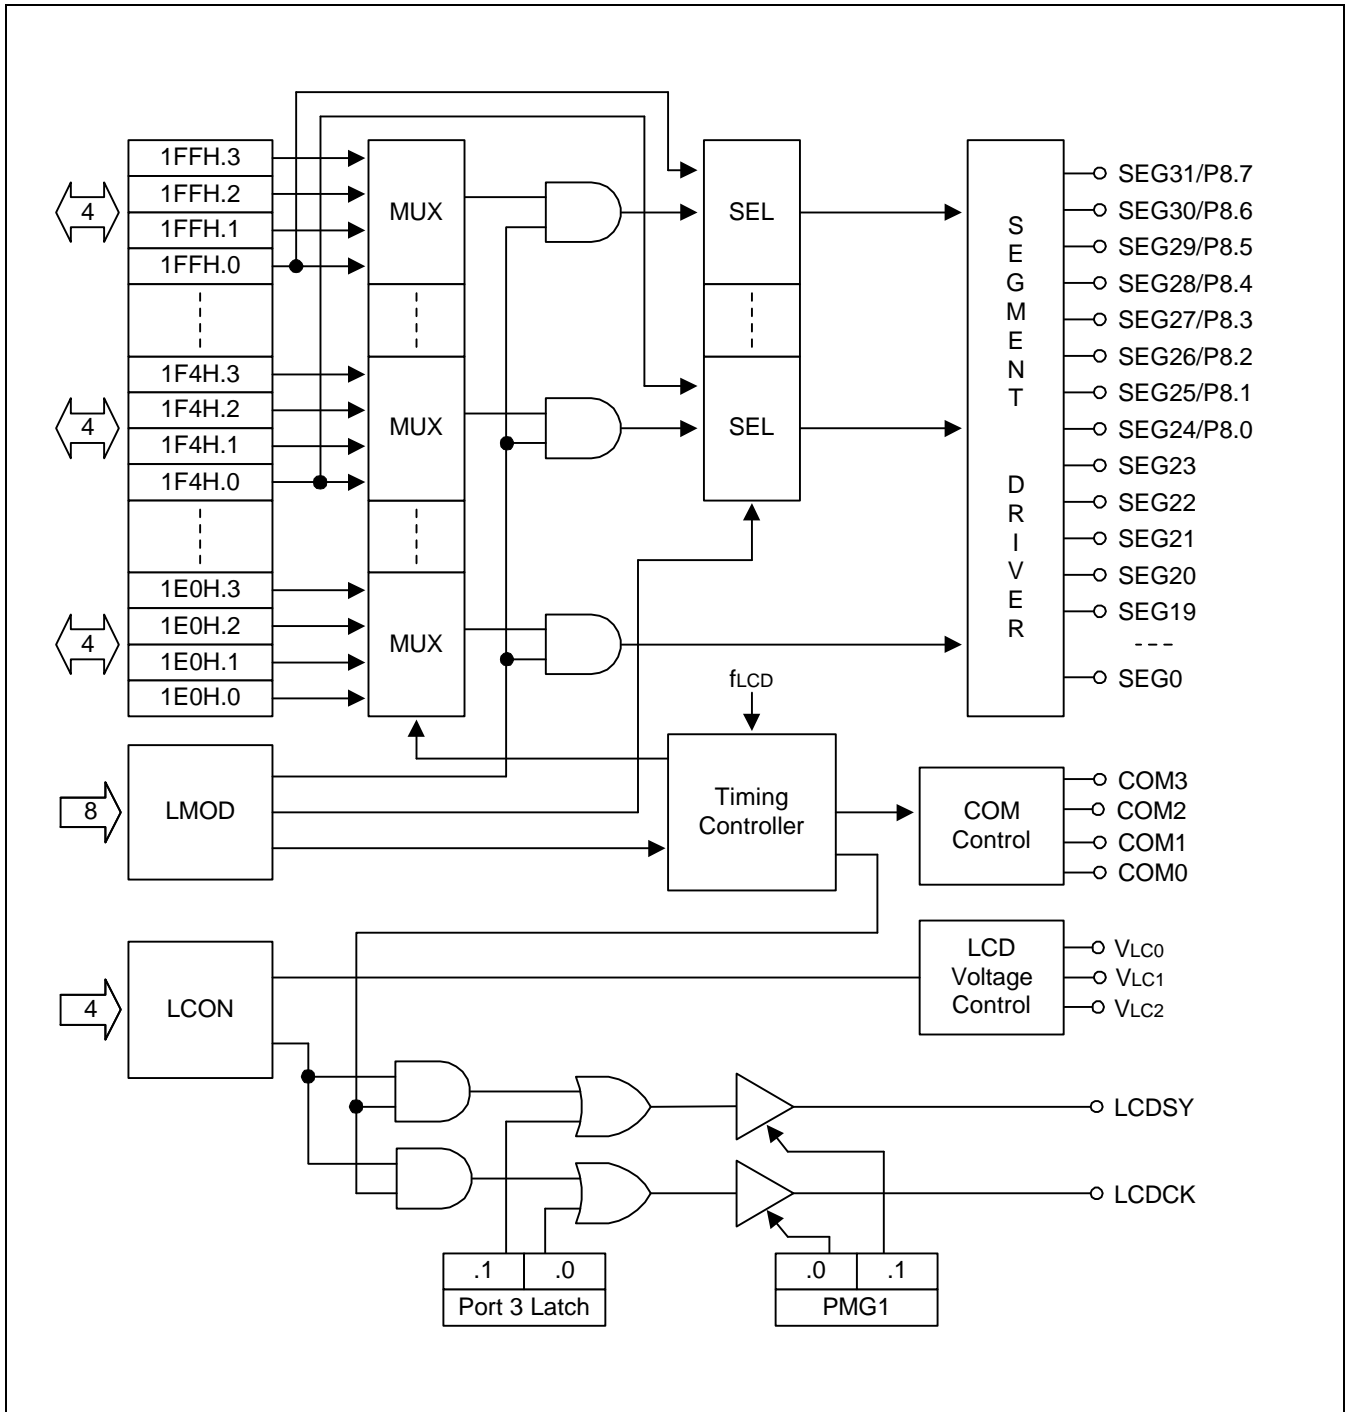 1FFH.3
1FFH.2
1FFH.1
1FFH.0
1F4H.3
1F4H.2
1F4H.1
1F4H.0
1E0H.3
1E0H.2
1E0H.1
1E0H.0
4
4
4
MUX
MUX
MUX
SEL
SEL
SEGMENT DRIVER
SEG31/P8.7
SEG30/P8.6
SEG29/P8.5
SEG28/P8.4
SEG27/P8.3
SEG26/P8.2
SEG25/P8.1
SEG24/P8.0
SEG23
SEG22
SEG21
SEG20
SEG19
---
SEG0
fLCD
8
LMOD
Timing
Controller
COM
Control
COM3
COM2
COM1
COM0
4
LCON
LCD
Voltage
Control
VLC0
VLC1
VLC2
LCDSY
LCDCK
.1 .0
Port 3 Latch
.0 .1
PMG1